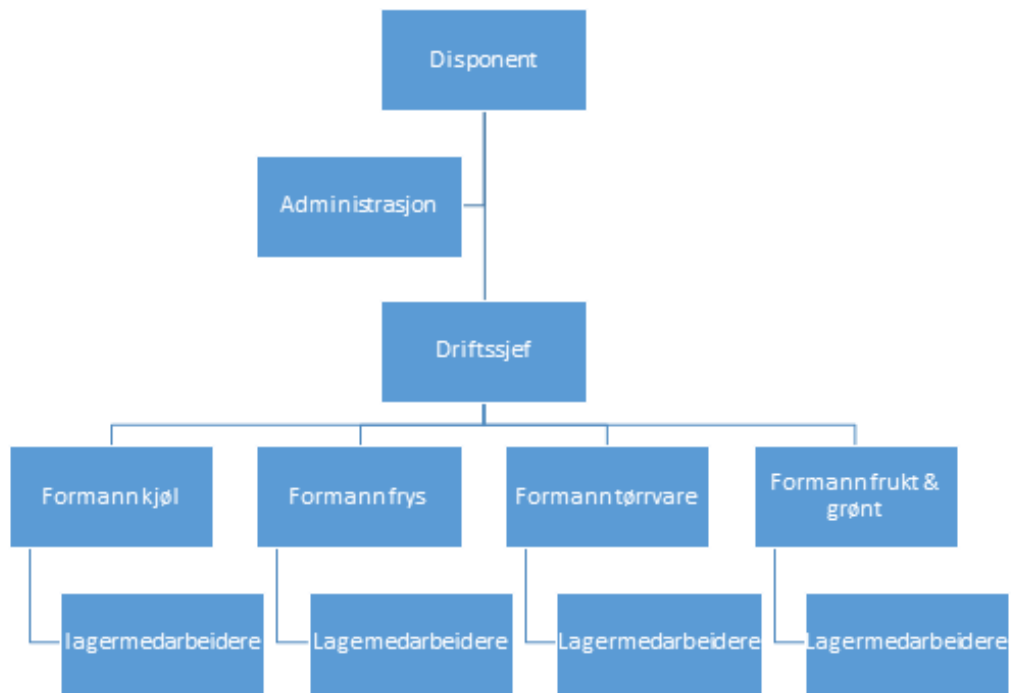 Disponent
Administrasjon
Driftssjef
Formann kjøl
Formann frys
Formann tørrvare
Formann frukt &
grønt
lagermedarbeidere
Lagemedarbeidere
Lagermedarbeidere
Lagermedarbeidere